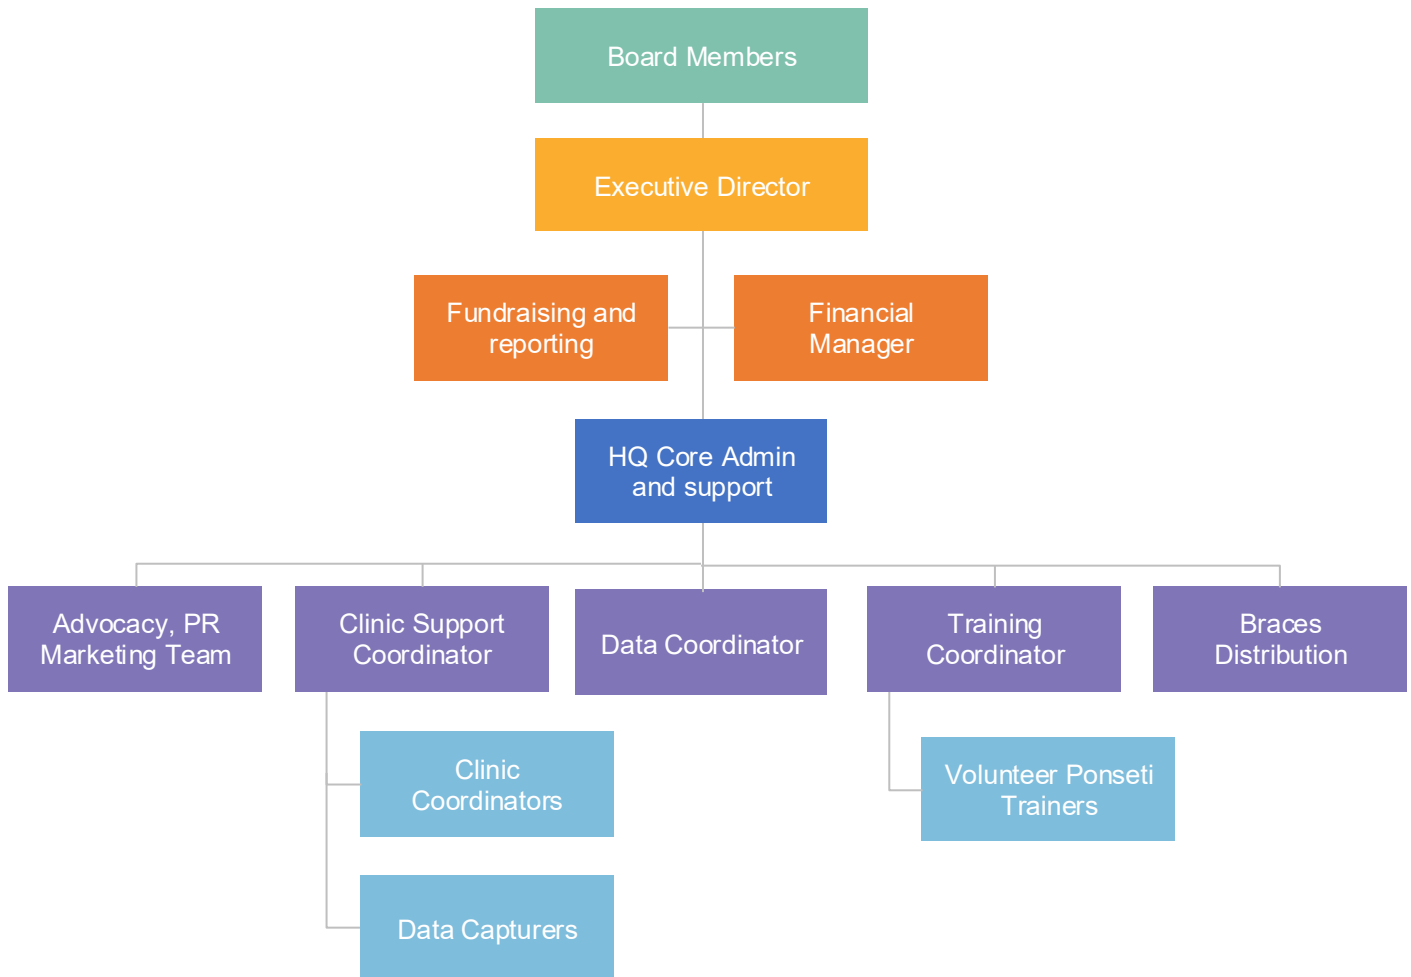 Board Members
Executive Director
Fundraising and
reporting
Financial
Manager
HQ Core Admin
and support
Advocacy, PR
Marketing Team
Clinic Support
Coordinator
Data Coordinator
Training
Coordinator
Braces
Distribution
Clinic
Coordinators
Volunteer Ponseti
Trainers
Data Capturers